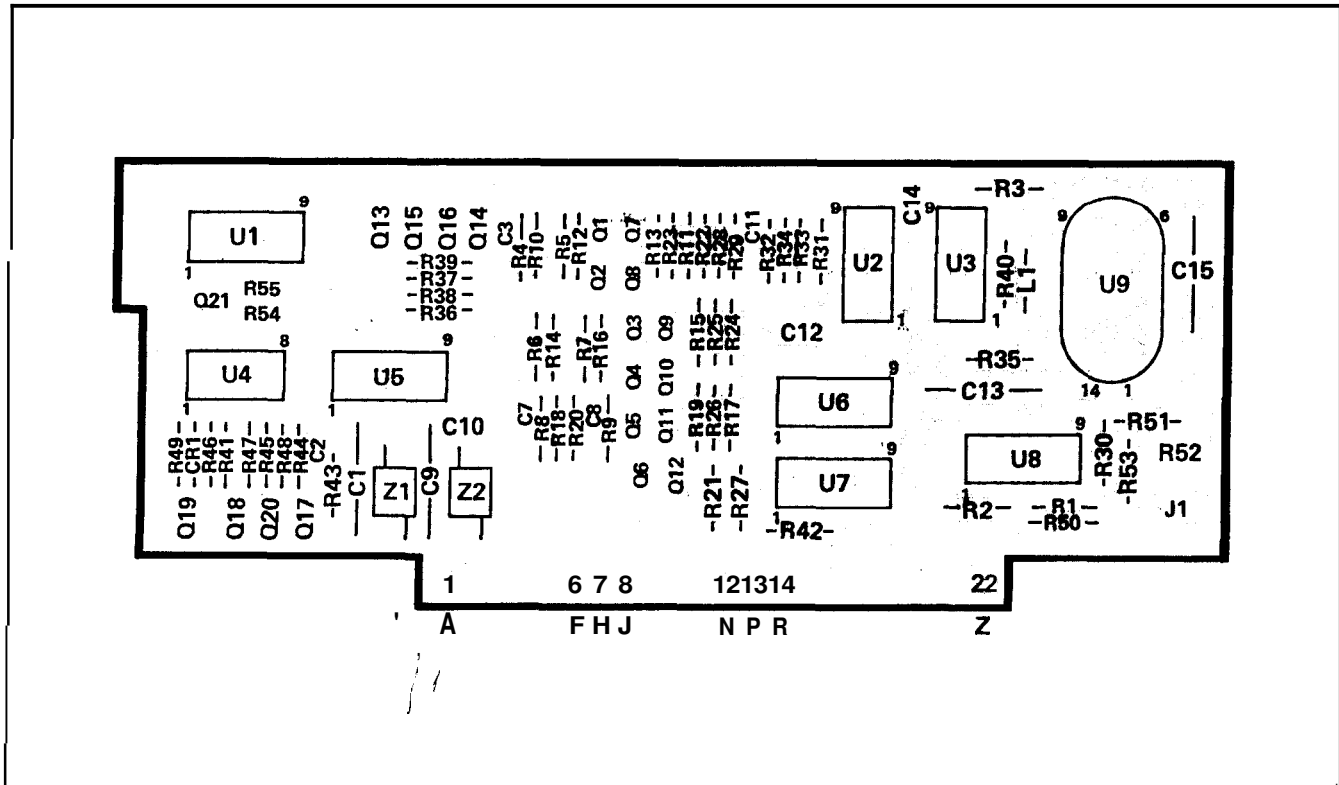 9
U1
1
Q21
R55
R54
Q13
Q15
Q16
Q14
-R39-
-R37-
-R38-
-R36-
C3
-R4-
-R10-
-R5-
-R12-
Q1
Q2
Q7
Q8
-R13-
-R23-
-R11-
-R22-
-R28-
-R29-
C11
-R32-
-R34-
-R33-
-R31-
9
U2
1
C14
9
U3
1
-R3-
-R40-
-L1-
9
6
U9
14
1
C15
8
U4
1
9
U5
1
-R6-
-R14-
-R7-
-R16-
Q3
Q4
Q9
Q10
-R15-
-R25-
-R24-
C12
-R35-
-C13-
C7
-R8-
-R18-
-R20-
C8
-R9-
Q5
Q11
-R19-
-R26-
-R17-
9
U6
1
9
U7
1
-R42-
9
U8
1
-R30-
-R51-
-R53-
R52
-R49-
-CR1-
-R46-
-R41-
-R47-
-R45-
-R48-
-R44-
C2
-R43-
C1
Z1
C9
C10
Z2
Q19
Q18
Q20
Q17
Q6
Q12
-R21-
-R27-
-R2-
-R1-
-R50-
J1
1 6 7 8 12 13 14 22
A F H J N P R Z